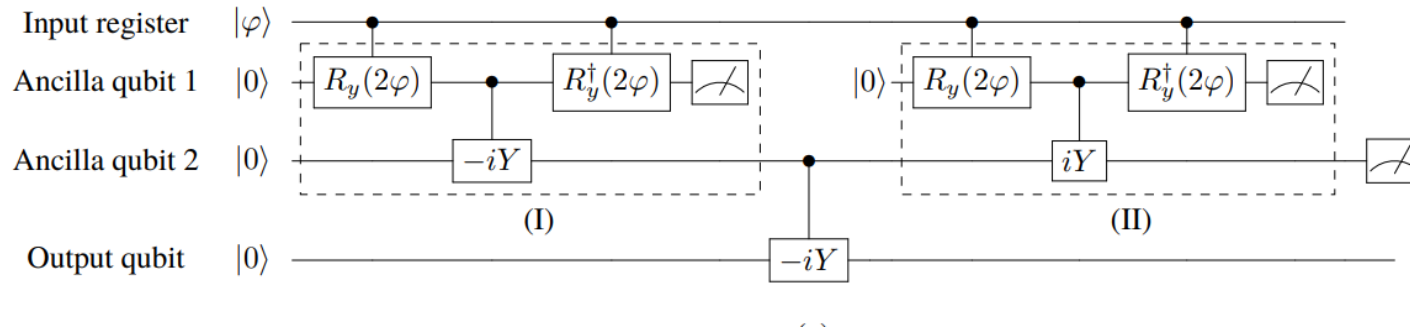 Input register |φ⟩
Ancilla qubit 1 |0⟩ R_y(2φ) R_y^†(2φ) |0⟩ R_y(2φ) R_y^†(2φ)
Ancilla qubit 2 |0⟩ −iY iY
(I) (II)
Output qubit |0⟩ −iY